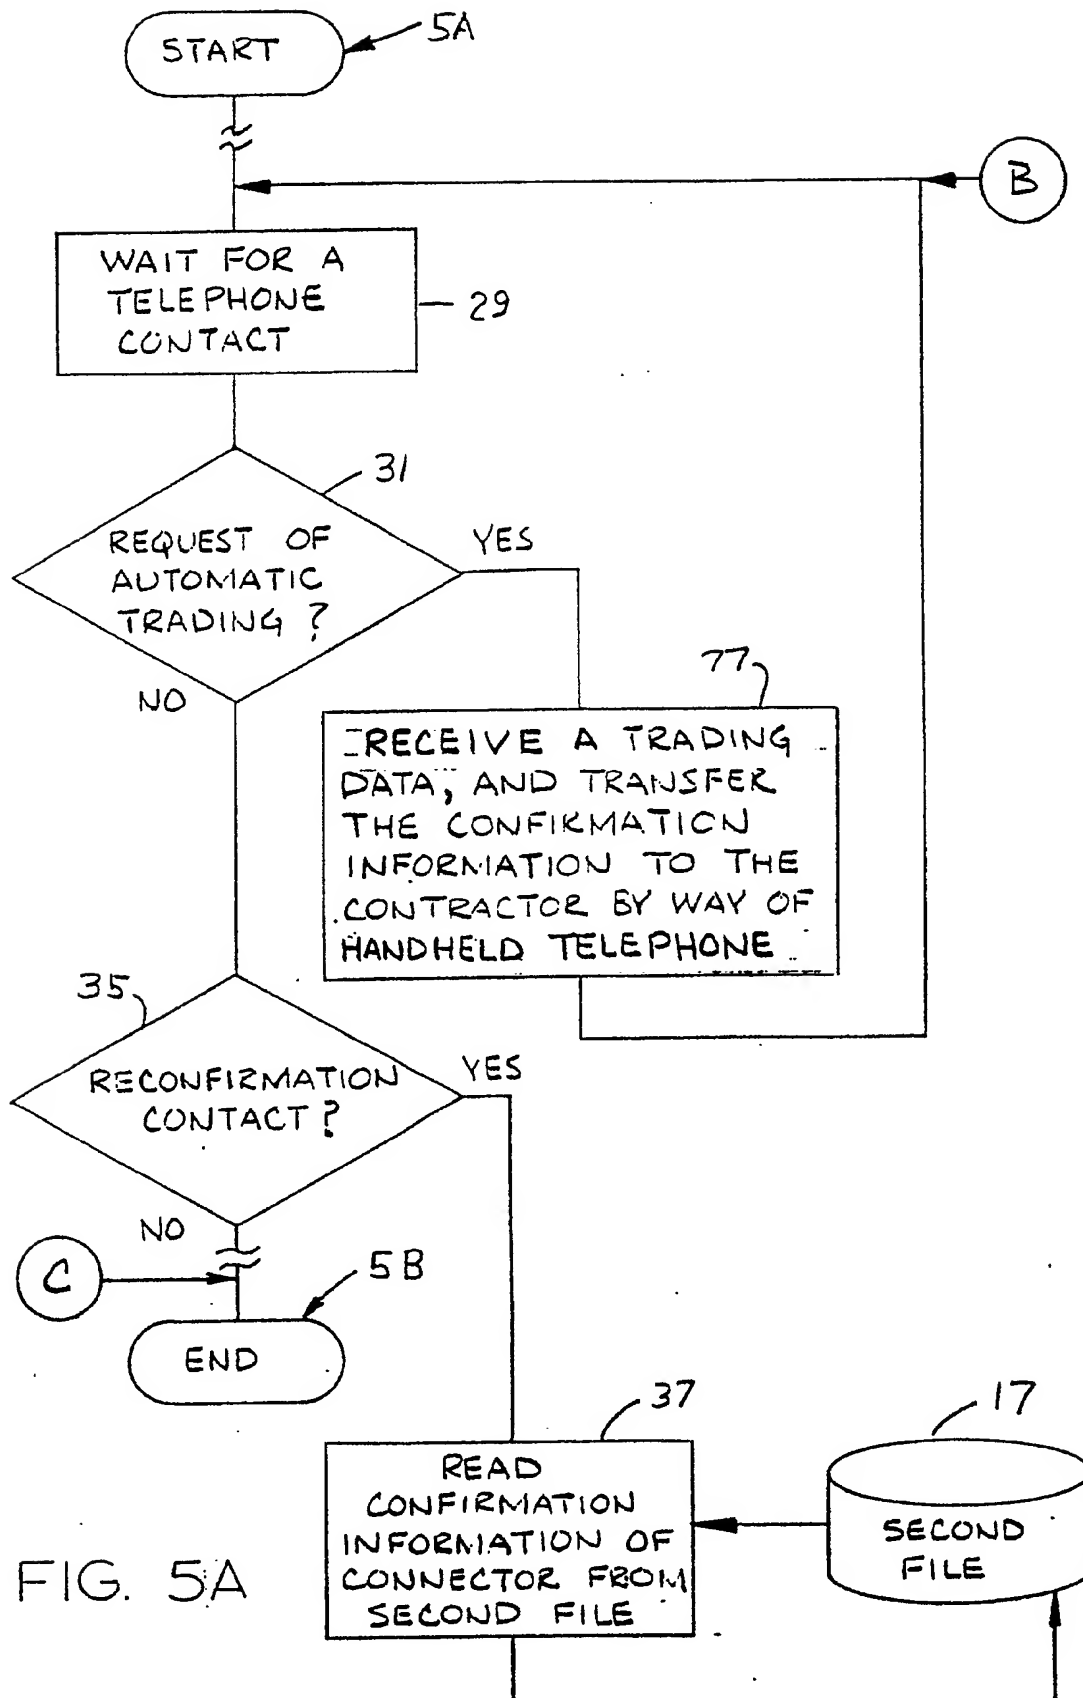 START
5A
B
WAIT FOR A
TELEPHONE
CONTACT
29
31
REQUEST OF
AUTOMATIC
TRADING ?
YES
NO
77
RECEIVE A TRADING
DATA, AND TRANSFER
THE CONFIRMATION
INFORMATION TO THE
CONTRACTOR BY WAY OF
HANDHELD TELEPHONE
35
RECONFIRMATION
CONTACT ?
YES
NO
C
5B
END
37
READ
CONFIRMATION
INFORMATION OF
CONNECTOR FROM
SECOND FILE
17
SECOND
FILE
FIG. 5A